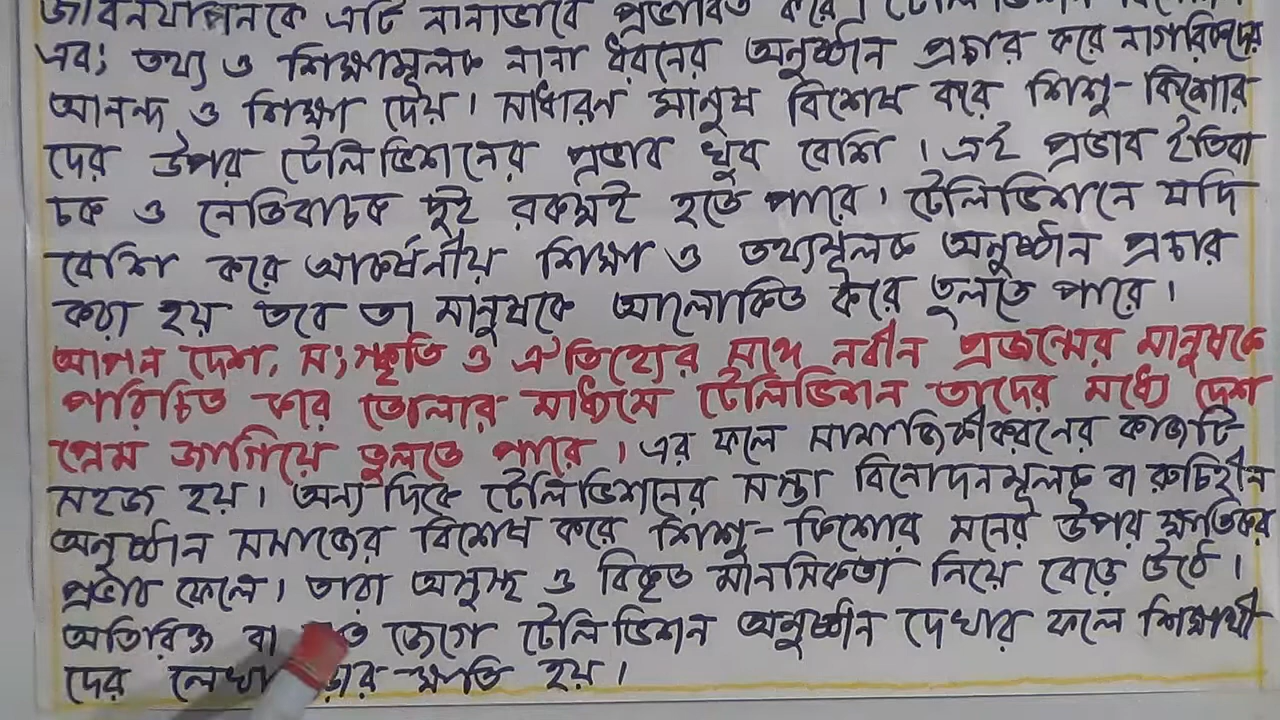 জীবনযাপনকে এটি নানাভাবে প্রভাবিত করে। টেলিভিশন
এবং তথ্য ও শিক্ষামূলক নানা ধরনের অনুষ্ঠান প্রচার করে নাগরিকদের
আনন্দ ও শিক্ষা দেয়। সাধারন মানুষ বিশেষ করে শিশু-কিশোর
দের উপর টেলিভিশনের প্রভাব খুব বেশি। এই প্রভাব ইতিবা
চক ও নেতিবাচক দুই রকমই হতে পারে। টেলিভিশনে যদি
বেশি করে আকর্ষনীয় শিক্ষা ও তথ্যমূলক অনুষ্ঠান প্রচার
করা হয় তবে তা মানুষকে আলোকিত করে তুলতে পারে।
আপন দেশ, সংস্কৃতি ও ঐতিহ্যের সঙ্গে নবীন প্রজন্মের মানুষকে
পরিচিত করে তোলার মাধ্যমে টেলিভিশন তাদের মধ্যে দেশ
প্রেম জাগিয়ে তুলতে পারে। এর ফলে সামাজিকীকরনের কাজটি
সহজ হয়। অন্য দিকে টেলিভিশনের সস্তা বিনোদনমূলক বা রুচিহীন
অনুষ্ঠান সমাজের বিশেষ করে শিশু-কিশোর মনের উপর ক্ষতিকর
প্রভাব ফেলে। তারা অসুস্থ ও বিকৃত মানসিকতা নিয়ে বেড়ে উঠে।
অতিরিক্ত বা জেগে টেলিভিশন অনুষ্ঠান দেখার ফলে শিক্ষার্থী
দের ক্ষতি হয়।